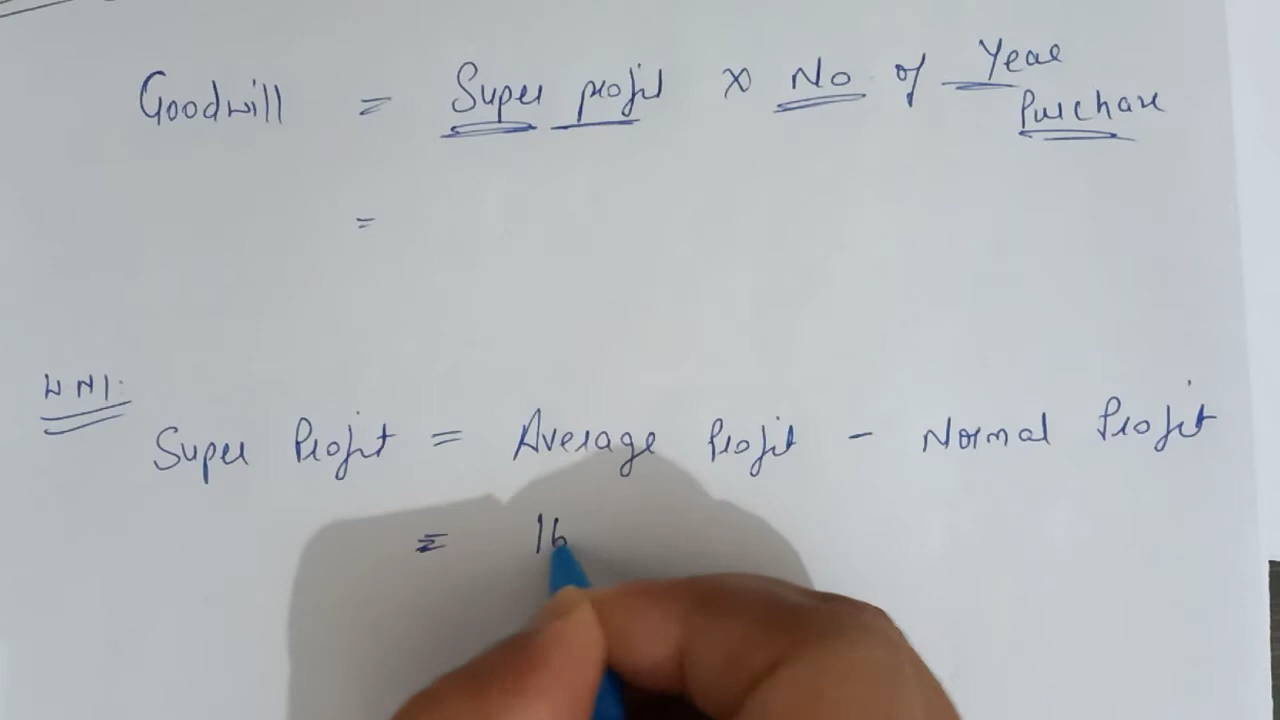 Goodwill = Super profit × No of Year
Purchase
=
WN1:
Super Profit = Average Profit - Normal Profit
= 16